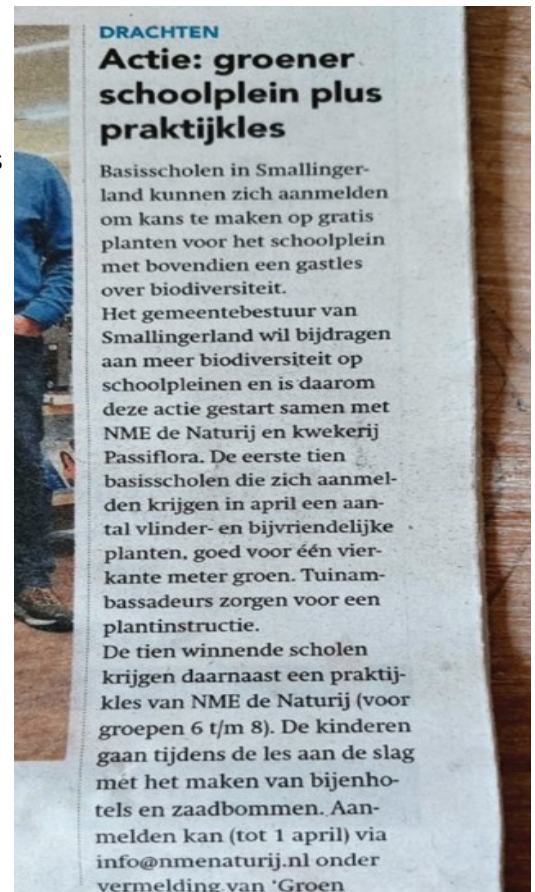 DRACHTEN
Actie: groener
schoolplein plus
praktijkles
Basisscholen in Smallinger-
land kunnen zich aanmelden
om kans te maken op gratis
planten voor het schoolplein
met bovendien een gastles
over biodiversiteit.
Het gemeentebestuur van
Smallingerland wil bijdragen
aan meer biodiversiteit op
schoolpleinen en is daarom
deze actie gestart samen met
NME de Naturij en kwekerij
Passiflora. De eerste tien
basisscholen die zich aanmel-
den krijgen in april een aan-
tal vlinder- en bijvriendelijke
planten, goed voor één vier-
kante meter groen. Tuinam-
bassadeurs zorgen voor een
plantinstructie.
De tien winnende scholen
krijgen daarnaast een praktij-
kles van NME de Naturij (voor
groepen 6 t/m 8). De kinderen
gaan tijdens de les aan de slag
met het maken van bijenho-
tels en zaadbommen. Aan-
melden kan (tot 1 april) via
info@nmenaturij.nl onder
vermelding van ‘Groen